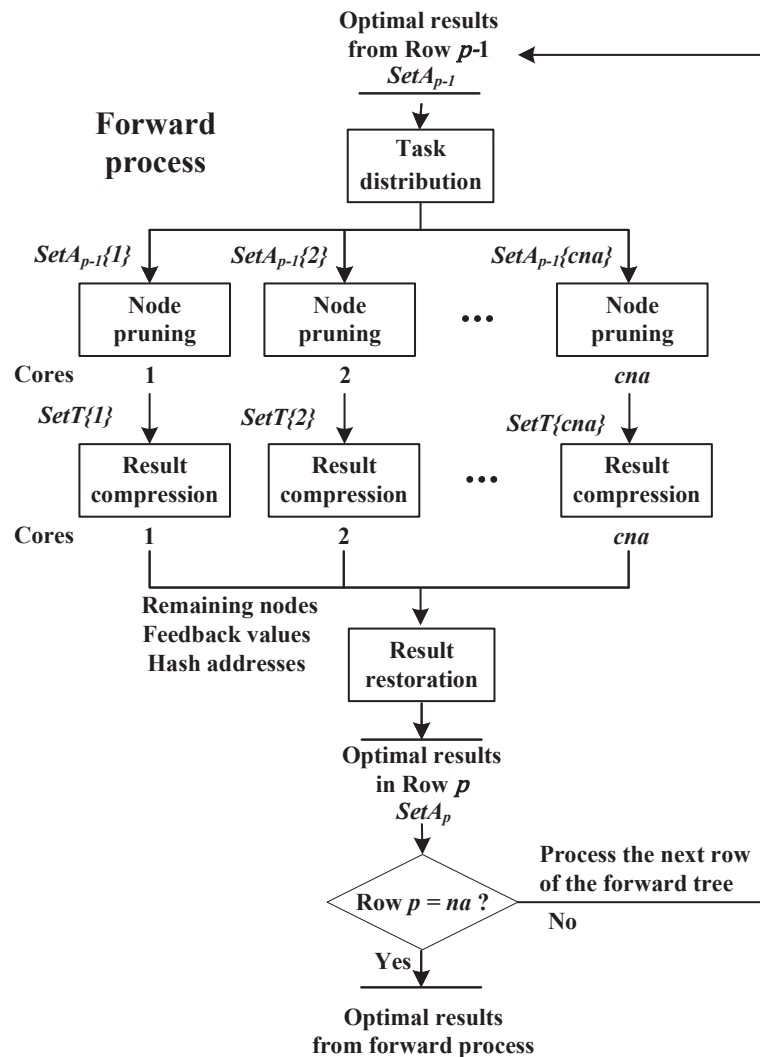 Optimal results
from Row p-1
SetA_{p-1}
Forward
process
Task
distribution
SetA_{p-1}{1}
SetA_{p-1}{2}
SetA_{p-1}{cna}
Node
pruning
Node
pruning
...
Node
pruning
Cores
1
2
cna
SetT{1}
SetT{2}
SetT{cna}
Result
compression
Result
compression
...
Result
compression
Cores
1
2
cna
Remaining nodes
Feedback values
Hash addresses
Result
restoration
Optimal results
in Row p
SetA_p
Process the next row
of the forward tree
Row p = na ?
No
Yes
Optimal results
from forward process